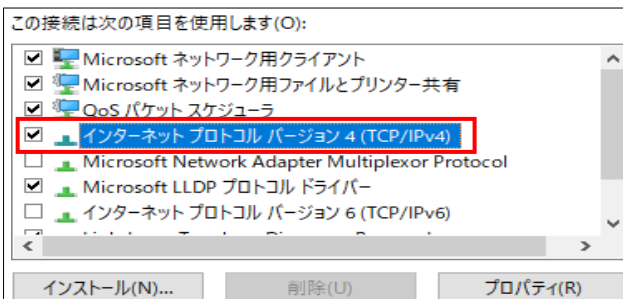 この接続は次の項目を使用します(O):
Microsoft ネットワーク用クライアント
Microsoft ネットワーク用ファイルとプリンター共有
QoS パケット スケジューラ
インターネット プロトコル バージョン 4 (TCP/IPv4)
Microsoft Network Adapter Multiplexor Protocol
Microsoft LLDP プロトコル ドライバー
インターネット プロトコル バージョン 6 (TCP/IPv6)
インストール(N)...
削除(U)
プロパティ(R)